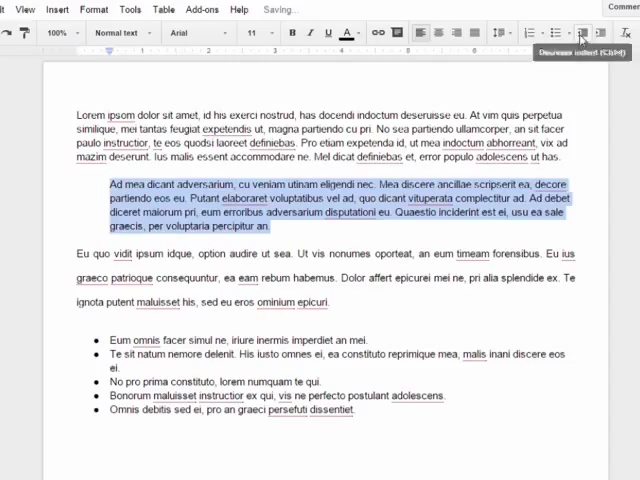 View Insert Format Tools Table Add-ons Help Saving...
Comme
100% Normal text Arial 11 B I U A
1 2 3 4 5 6 7
Decrease indent
Lorem ipsom dolor sit amet, id his exerci nostrud, has docendi indoctum deseruisse eu. At vim quis perpetua
similique, mei tantas feugiat expetendis ut, magna partiendo cu pri. No sea partiendo ullamcorper, an sit facer
paulo instructior, te eos quodsi laoreet definiebas. Pro etiam expetenda id, ut mea indoctum abhorreant, vix ad
mazim deserunt. Ius malis essent accommodare ne. Mel dicat definiebas et, error populo adolescens ut has.
Ad mea dicant adversarium, cu veniam utinam eligendi nec. Mea discere ancillae scripserit ea, decore
partiendo eos eu. Putant elaboraret voluptatibus vel ad, quo dicant vituperata complectitur ad. Ad debet
diceret maiorum pri, eum erroribus adversarium disputationi eu. Quaestio inciderint est ei, usu ea sale
graecis, per voluptaria percipitur an.
Eu quo vidit ipsum idque, option audire ut sea. Ut vis nonumes oporteat, an eum timeam forensibus. Eu ius
graeco patrioque consequuntur, ea eam rebum habemus. Dolor affert epicurei mei ne, pri alia splendide ex. Te
ignota putent maluisset his, sed eu eros ominium epicuri.
● Eum omnis facer simul ne, iriure inermis imperdiet an mei.
● Te sit natum nemore delenit. His iusto omnes ei, ea constituto reprimique mea, malis inani discere eos
ei.
● No pro prima constituto, lorem numquam te qui.
● Bonorum maluisset instructior ex qui, vis ne perfecto postulant adolescens.
● Omnis debitis sed ei, pro an graeci persefuti dissentiet.